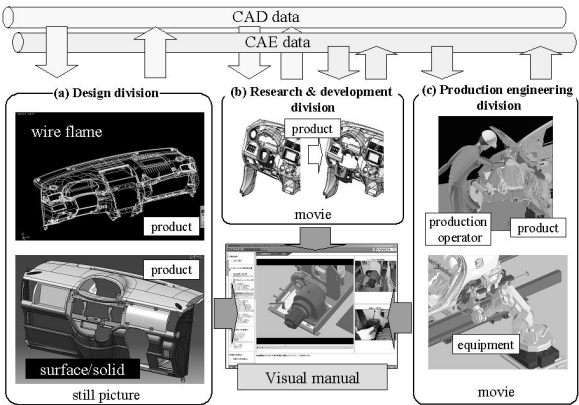 CAD data
CAE data
(a) Design division
wire flame
product
product
surface/solid
still picture
(b) Research & development
division
product
movie
Visual manual
(c) Production engineering
division
production
operator
product
equipment
movie